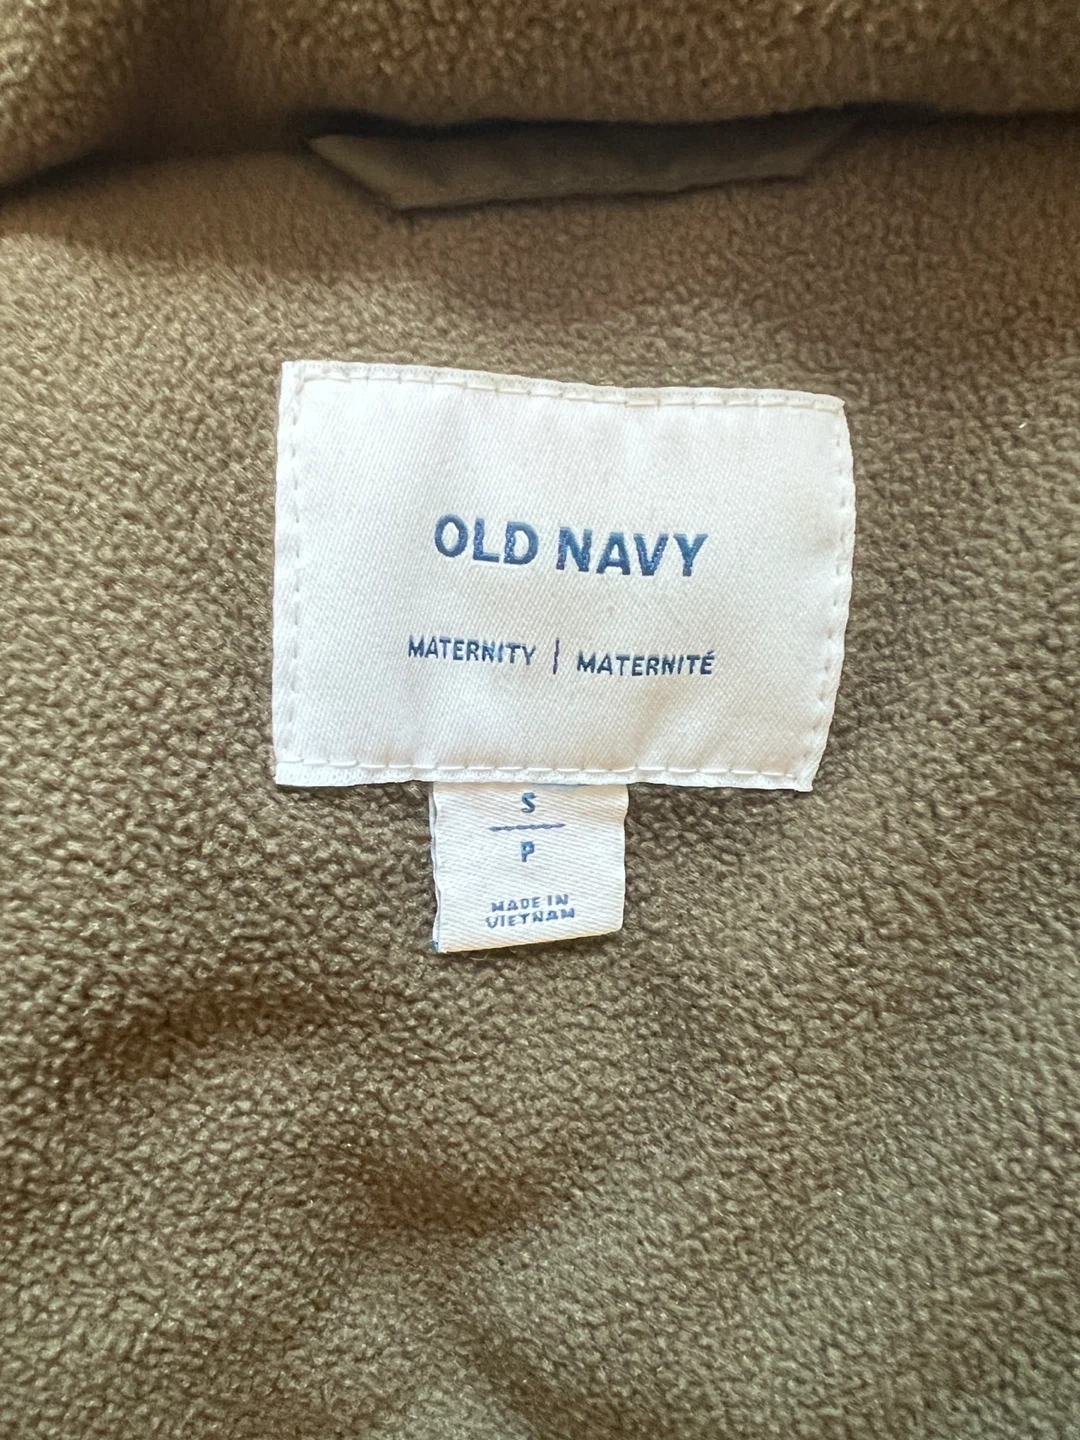 OLD NAVY
MATERNITY | MATERNITÉ
S
P
MADE IN
VIETNAM